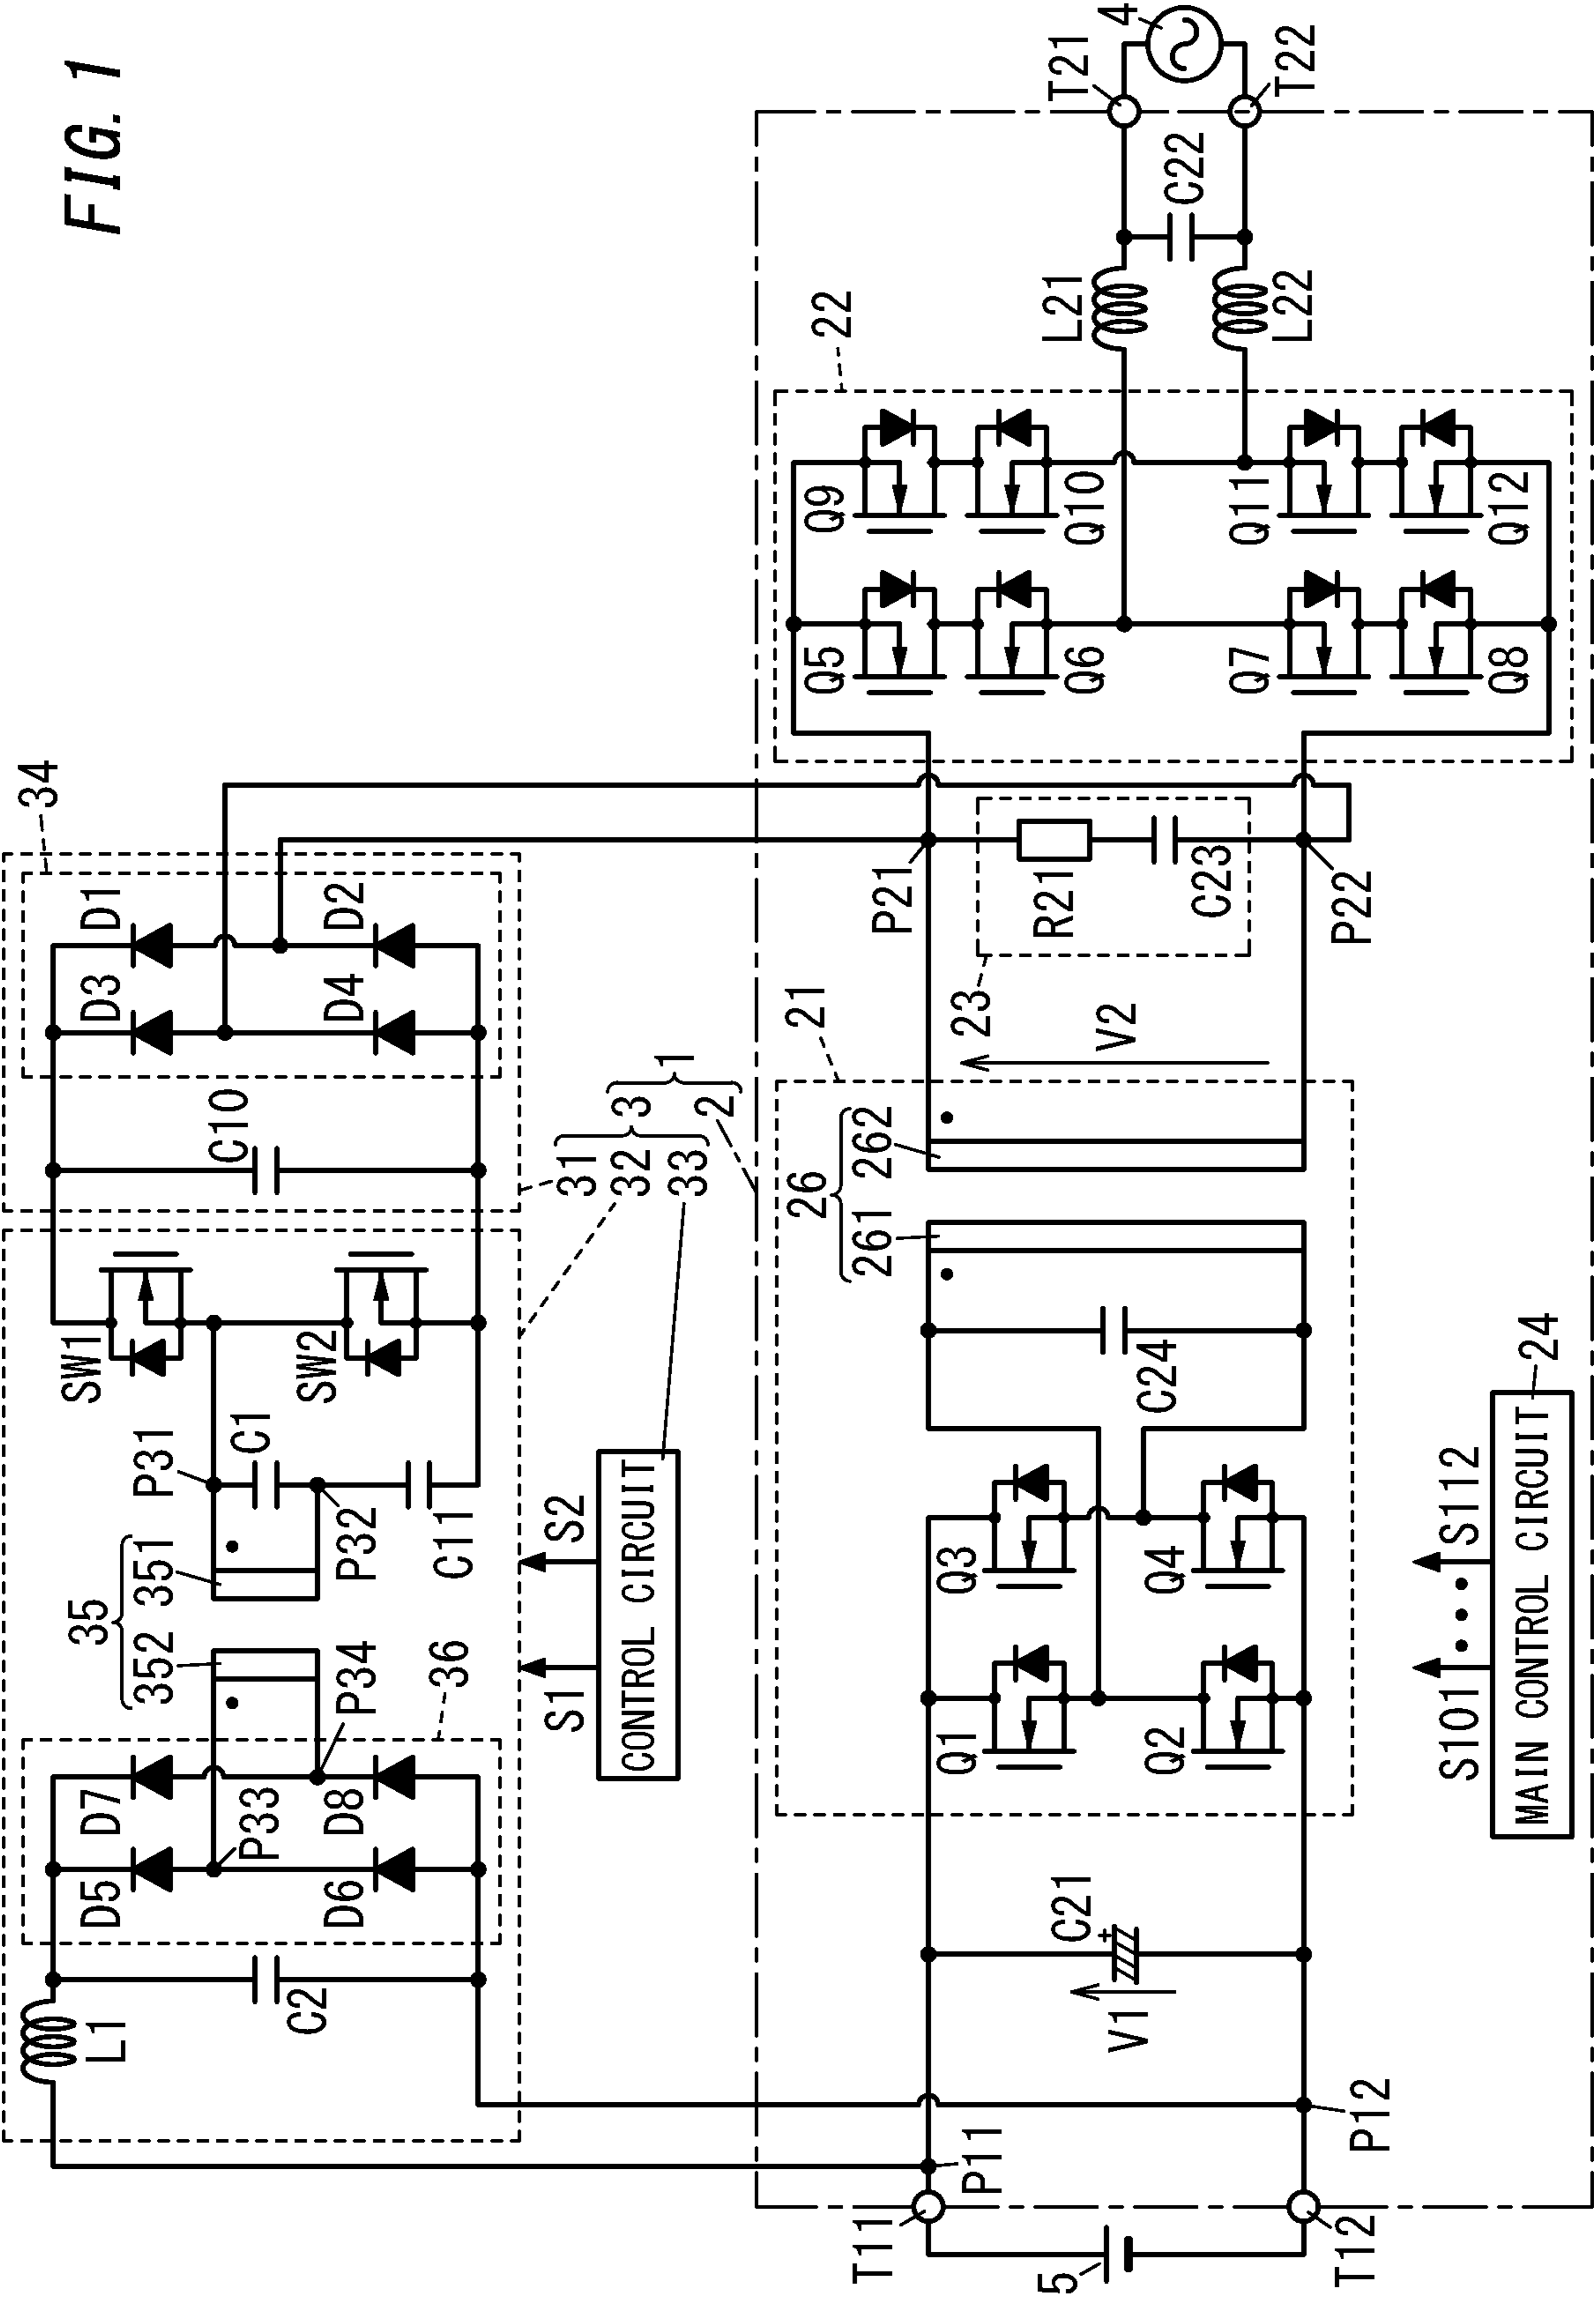 FIG. 1
34
D1
D2
D3
D4
C10
31
32
33
3
2
1
SW1
SW2
P31
C1
P32
C11
35
351
352
P34
36
D7
D8
P33
D5
D6
L1
C2
S1
S2
CONTROL CIRCUIT
4
T21
T22
C22
L21
L22
22
Q9
Q10
Q11
Q12
Q5
Q6
Q7
Q8
P21
R21
C23
P22
23
21
V2
26
261
262
C24
Q3
Q4
Q1
Q2
S101
S112
MAIN CONTROL CIRCUIT
24
C21
+
V1
P11
P12
T11
T12
5